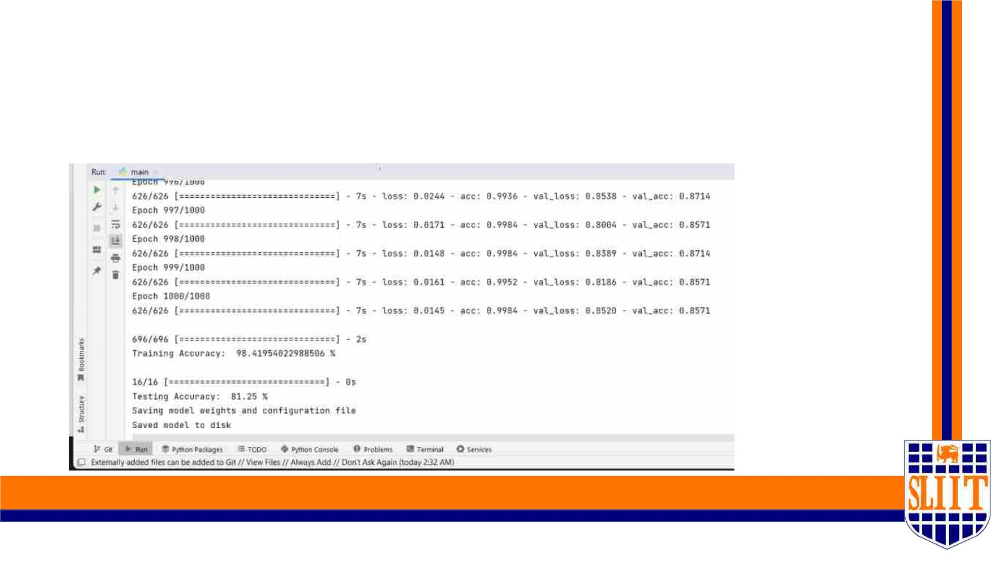 Run: main
Epoch 996/1000
626/626 [==============================] - 7s - loss: 0.0244 - acc: 0.9936 - val_loss: 0.8538 - val_acc: 0.8714
Epoch 997/1000
626/626 [==============================] - 7s - loss: 0.0171 - acc: 0.9984 - val_loss: 0.8004 - val_acc: 0.8571
Epoch 998/1000
626/626 [==============================] - 7s - loss: 0.0148 - acc: 0.9984 - val_loss: 0.8389 - val_acc: 0.8714
Epoch 999/1000
626/626 [==============================] - 7s - loss: 0.0161 - acc: 0.9952 - val_loss: 0.8186 - val_acc: 0.8571
Epoch 1000/1000
626/626 [==============================] - 7s - loss: 0.0145 - acc: 0.9984 - val_loss: 0.8520 - val_acc: 0.8571
696/696 [==============================] - 2s
Training Accuracy: 98.41954022988506 %
16/16 [==============================] - 0s
Testing Accuracy: 81.25 %
Saving model weights and configuration file
Saved model to disk
Bookmarks
Structure
Git Run Python Packages TODO Python Console Problems Terminal Services
Externally added files can be added to Git // View Files // Always Add // Don't Ask Again (today 2:32 AM)
SLIIT